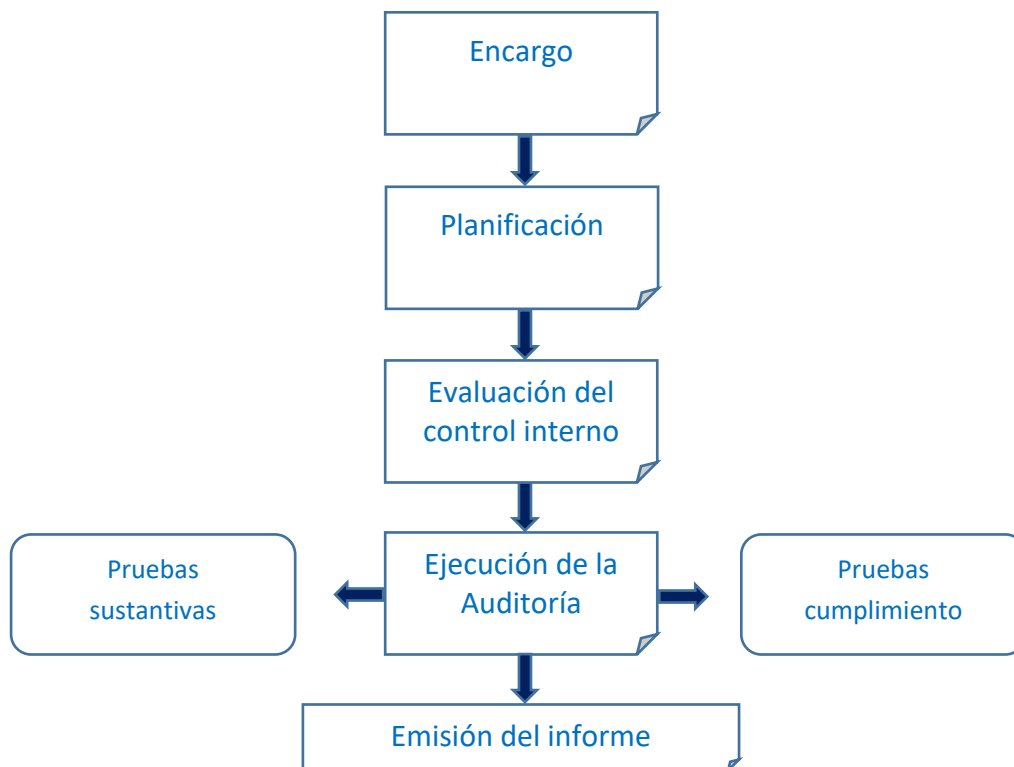 Encargo
Planificación
Evaluación del
control interno
Pruebas
sustantivas
Ejecución de la
Auditoría
Pruebas
cumplimiento
Emisión del informe